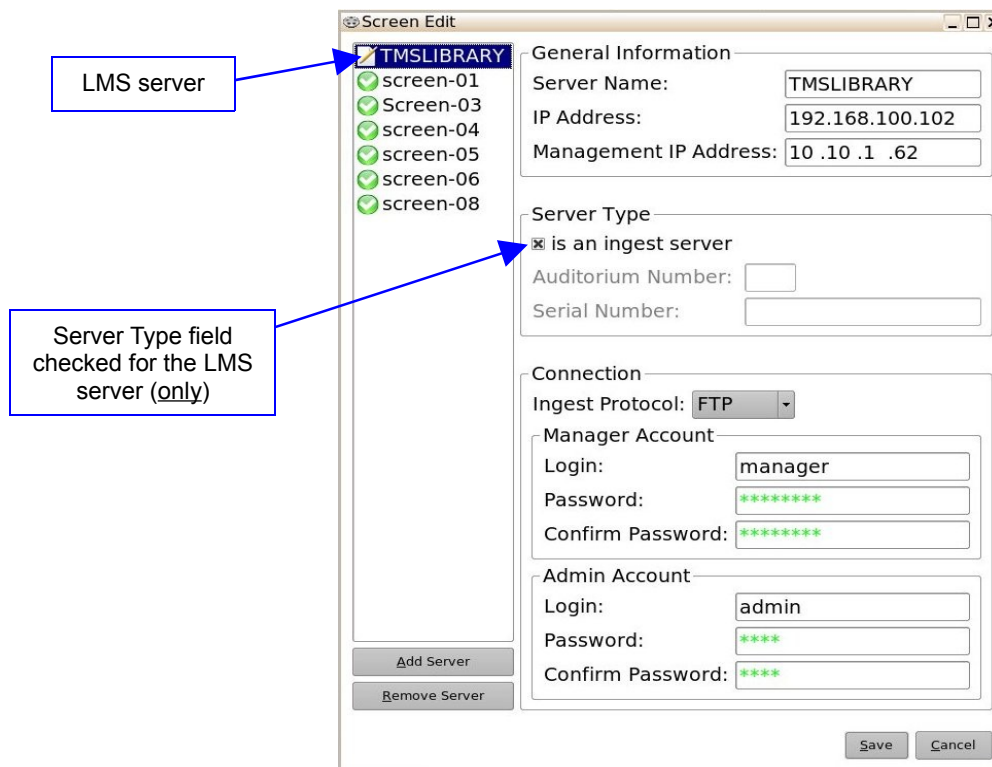 Screen Edit
LMS server
TMSLIBRARY
screen-01
Screen-03
screen-04
screen-05
screen-06
screen-08
General Information
Server Name: TMSLIBRARY
IP Address: 192.168.100.102
Management IP Address: 10 .10 .1 .62
Server Type
is an ingest server
Auditorium Number:
Serial Number:
Server Type field
checked for the LMS
server (only)
Connection
Ingest Protocol: FTP
Manager Account
Login: manager
Password: ********
Confirm Password: ********
Admin Account
Login: admin
Password: ****
Confirm Password: ****
Add Server
Remove Server
Save Cancel